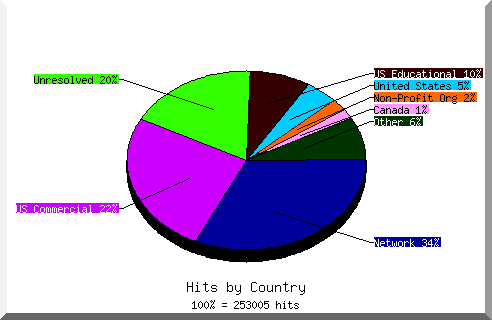 US Educational 10%
Unresolved 20%
United States 5%
Non-Profit Org 2%
Canada 1%
Other 6%
US Commercial 22%
Network 34%
Hits by Country
100% = 253005 hits